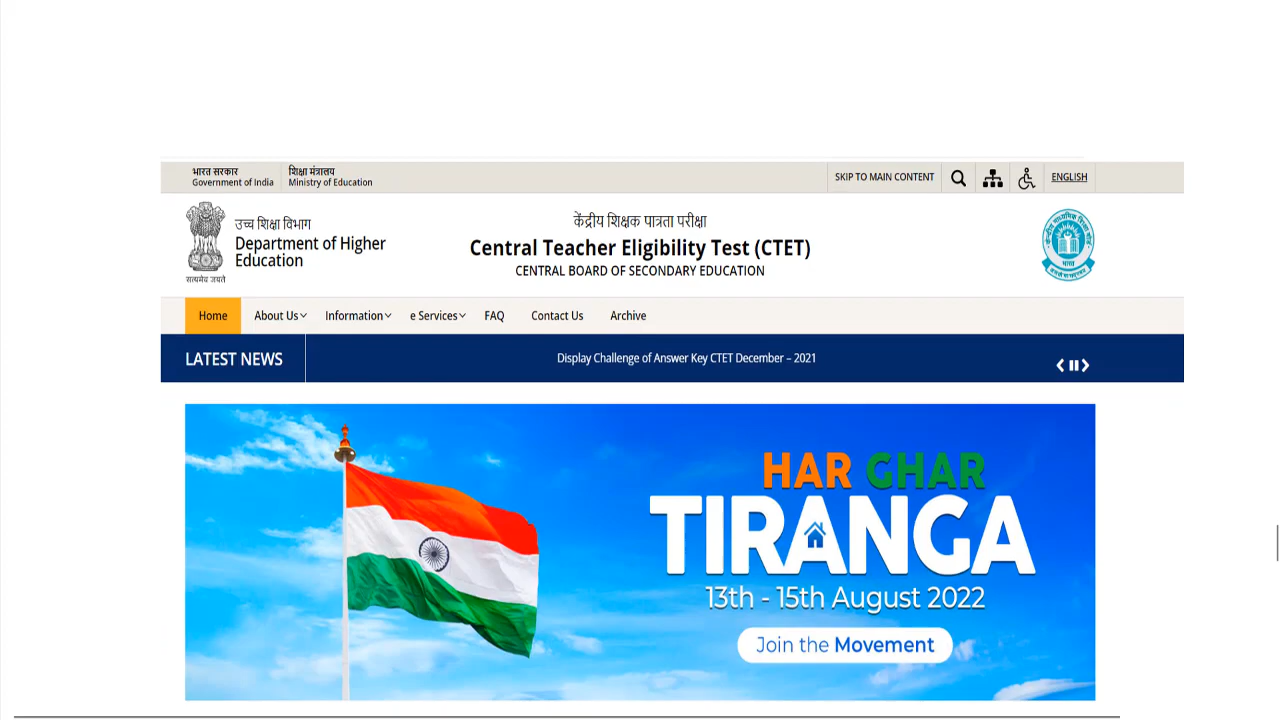 भारत सरकार
Government of India
शिक्षा मंत्रालय
Ministry of Education
SKIP TO MAIN CONTENT
ENGLISH
उच्च शिक्षा विभाग
Department of Higher
Education
सत्यमेव जयते
केंद्रीय शिक्षक पात्रता परीक्षा
Central Teacher Eligibility Test (CTET)
CENTRAL BOARD OF SECONDARY EDUCATION
भारत
Home
About Us
Information
e Services
FAQ
Contact Us
Archive
LATEST NEWS
Display Challenge of Answer Key CTET December – 2021
HAR GHAR
TIRANGA
13th - 15th August 2022
Join the Movement